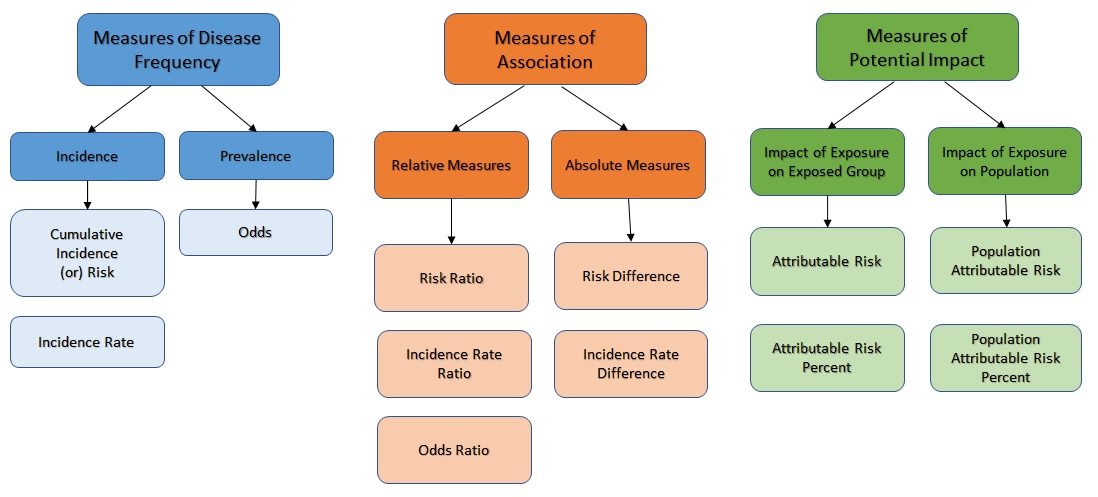 Measures of Disease
Frequency
Incidence
Prevalence
Cumulative
Incidence
(or) Risk
Odds
Incidence Rate
Measures of
Association
Relative Measures
Absolute Measures
Risk Ratio
Risk Difference
Incidence Rate
Ratio
Incidence Rate
Difference
Odds Ratio
Measures of
Potential Impact
Impact of Exposure
on Exposed Group
Impact of Exposure
on Population
Attributable Risk
Population
Attributable Risk
Attributable Risk
Percent
Population
Attributable Risk
Percent